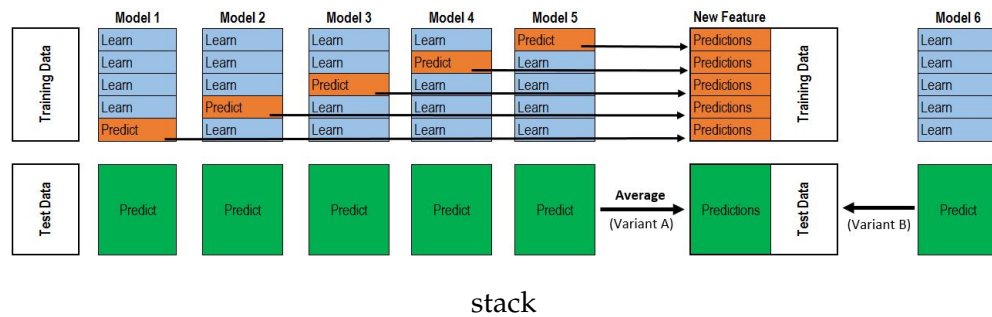 Model 1 Model 2 Model 3 Model 4 Model 5 New Feature Model 6
Training Data
Learn Learn Learn Learn Predict Predictions Learn
Learn Learn Learn Predict Learn Predictions Learn
Learn Learn Predict Learn Learn Predictions Learn
Learn Predict Learn Learn Learn Predictions Learn
Predict Learn Learn Learn Learn Predictions Learn
Training Data
Test Data
Predict Predict Predict Predict Predict
Average
(Variant A)
Predictions
Test Data
(Variant B)
Predict
stack